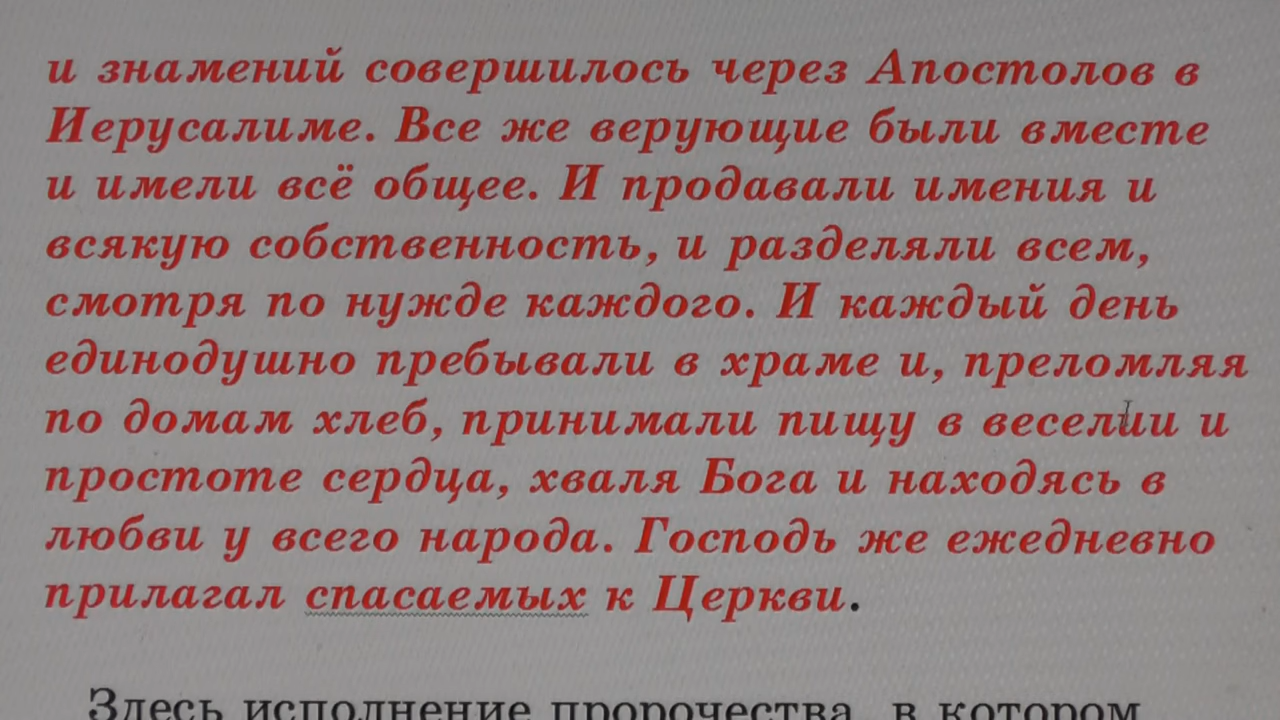 и знамений совершилось через Апостолов в
Иерусалиме. Все же верующие были вместе
и имели всё общее. И продавали имения и
всякую собственность, и разделяли всем,
смотря по нужде каждого. И каждый день
единодушно пребывали в храме и, преломляя
по домам хлеб, принимали пищу в веселии и
простоте сердца, хваля Бога и находясь в
любви у всего народа. Господь же ежедневно
прилагал спасаемых к Церкви.
Здесь исполнение пророчества, в котором